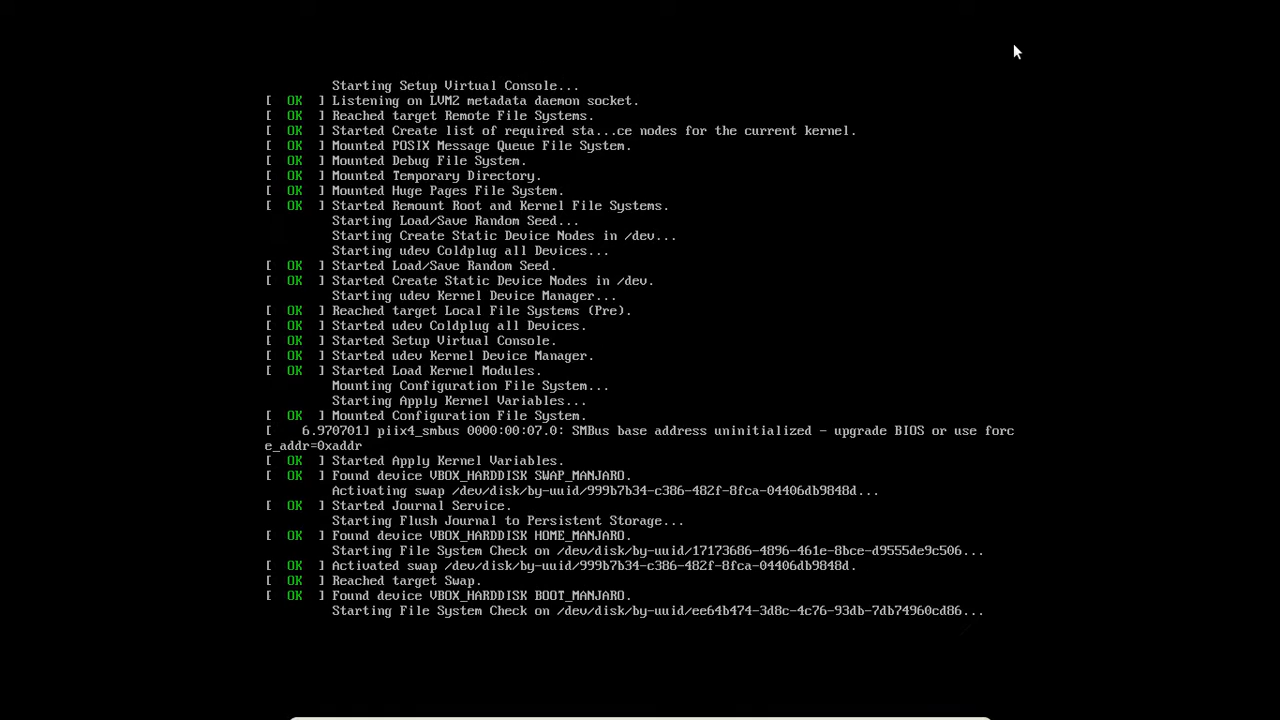 Starting Setup Virtual Console...
[  OK  ] Listening on LVM2 metadata daemon socket.
[  OK  ] Reached target Remote File Systems.
[  OK  ] Started Create list of required sta...ce nodes for the current kernel.
[  OK  ] Mounted POSIX Message Queue File System.
[  OK  ] Mounted Debug File System.
[  OK  ] Mounted Temporary Directory.
[  OK  ] Mounted Huge Pages File System.
[  OK  ] Started Remount Root and Kernel File Systems.
Starting Load/Save Random Seed...
Starting Create Static Device Nodes in /dev...
Starting udev Coldplug all Devices...
[  OK  ] Started Load/Save Random Seed.
[  OK  ] Started Create Static Device Nodes in /dev.
Starting udev Kernel Device Manager...
[  OK  ] Reached target Local File Systems (Pre).
[  OK  ] Started udev Coldplug all Devices.
[  OK  ] Started Setup Virtual Console.
[  OK  ] Started udev Kernel Device Manager.
[  OK  ] Started Load Kernel Modules.
Mounting Configuration File System...
Starting Apply Kernel Variables...
[  OK  ] Mounted Configuration File System.
[    6.970701] piix4_smbus 0000:00:07.0: SMBus base address uninitialized - upgrade BIOS or use forc
e_addr=0xaddr
[  OK  ] Started Apply Kernel Variables.
[  OK  ] Found device VBOX_HARDDISK SWAP_MANJARO.
Activating swap /dev/disk/by-uuid/999b7b34-c386-482f-8fca-04406db9848d...
[  OK  ] Started Journal Service.
Starting Flush Journal to Persistent Storage...
[  OK  ] Found device VBOX_HARDDISK HOME_MANJARO.
Starting File System Check on /dev/disk/by-uuid/17173686-4896-461e-8bce-d9555de9c506...
[  OK  ] Activated swap /dev/disk/by-uuid/999b7b34-c386-482f-8fca-04406db9848d.
[  OK  ] Reached target Swap.
[  OK  ] Found device VBOX_HARDDISK BOOT_MANJARO.
Starting File System Check on /dev/disk/by-uuid/ee64b474-3d8c-4c76-93db-7db74960cd86...